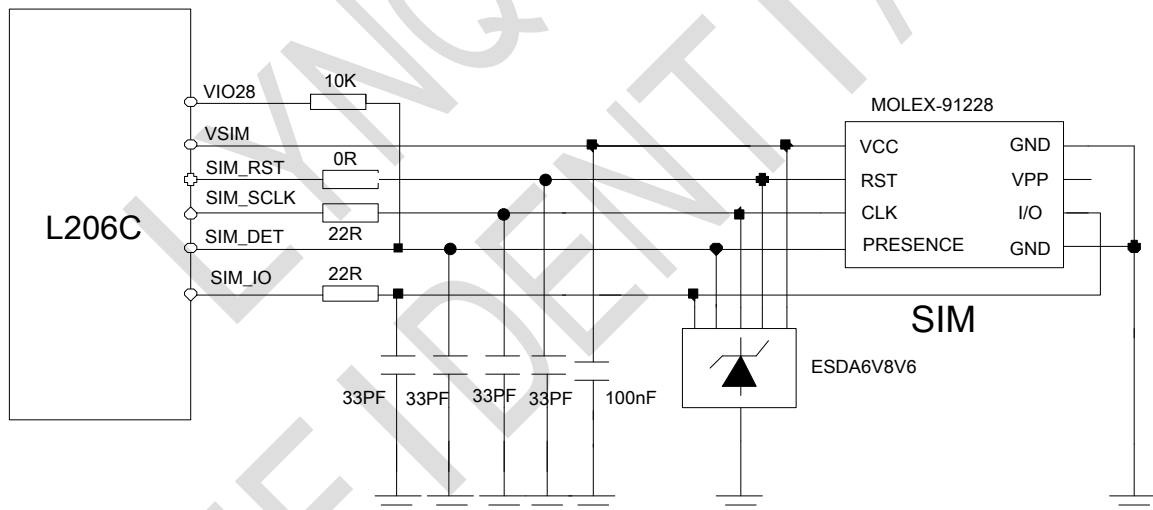 VIO28
10K
MOLEX-91228
VSIM
VCC
GND
SIM_RST
0R
RST
VPP
SIM_SCLK
CLK
I/O
L206C
SIM_DET
22R
PRESENCE
GND
SIM_IO
22R
SIM
ESDA6V8V6
33PF
33PF
33PF
33PF
100nF